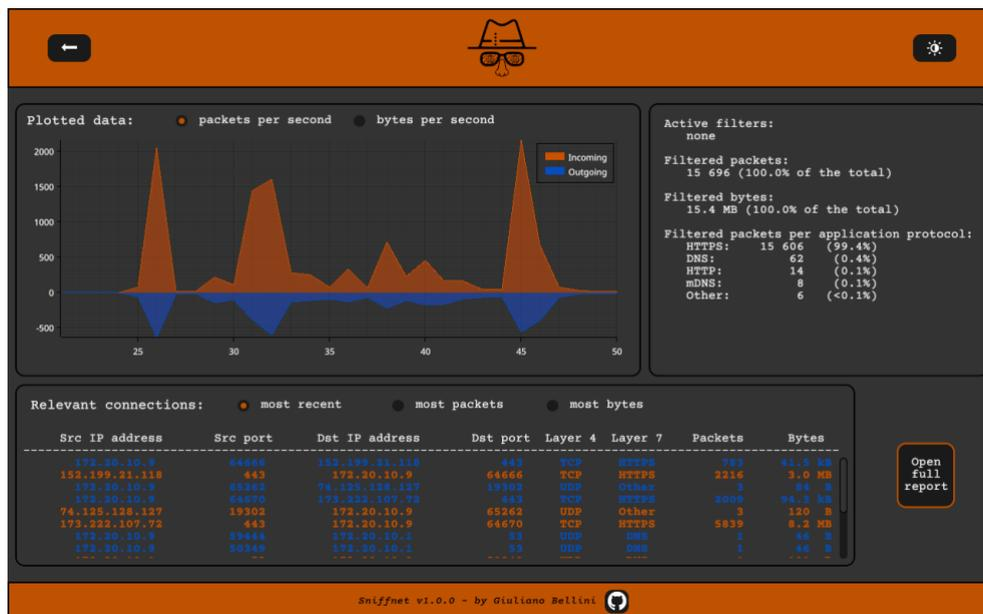 Plotted data: packets per second bytes per second
2000
1500
1000
500
0
-500
25 30 35 40 45 50
Incoming
Outgoing
Active filters:
none
Filtered packets:
15 696 (100.0% of the total)
Filtered bytes:
15.4 MB (100.0% of the total)
Filtered packets per application protocol:
HTTPS: 15 606 (99.4%)
DNS: 62 (0.4%)
HTTP: 14 (0.1%)
mDNS: 8 (0.1%)
Other: 6 (<0.1%)
Relevant connections: most recent most packets most bytes
Src IP address Src port Dst IP address Dst port Layer 4 Layer 7 Packets Bytes
172.20.10.9 64666 152.199.21.118 443 TCP HTTPS 783 41.5 kB
152.199.21.118 443 172.20.10.9 64666 TCP HTTPS 2216 3.0 MB
172.20.10.9 65262 74.125.128.127 19302 UDP Other 3 84 B
172.20.10.9 64670 173.222.107.72 443 TCP HTTPS 2009 94.3 kB
74.125.128.127 19302 172.20.10.9 65262 UDP Other 3 120 B
173.222.107.72 443 172.20.10.9 64670 TCP HTTPS 5839 8.2 MB
172.20.10.9 59464 172.20.10.1 53 UDP DNS 1 46 B
172.20.10.9 50349 172.20.10.1 53 UDP DNS 1 46 B
Open
full
report
Sniffnet v1.0.0 - by Giuliano Bellini